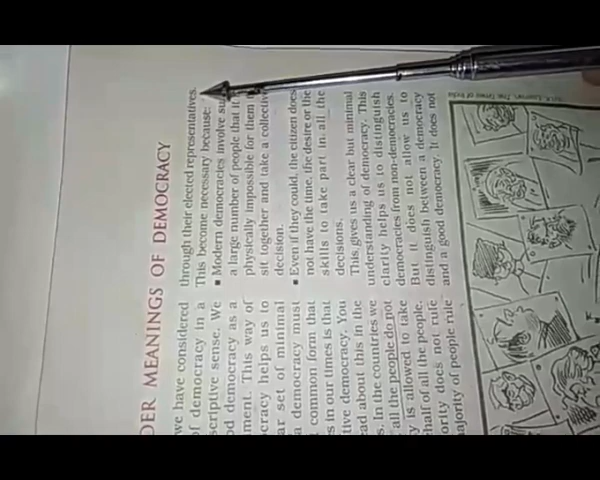 DER MEANINGS OF DEMOCRACY
we have considered
of democracy in a
scriptive sense. We
od democracy as a
ment. This way of
cracy helps us to
ar set of minimal
a democracy must
t common form that
es in our times is that
tive democracy. You
ead about this in the
s. In the countries we
all the people do not
y is allowed to take
ehalf of all the people.
ority does not rule
ajority of people rule
through their elected representatives.
This become necessary because:
▪ Modern democracies involve su
a large number of people that it
physically impossible for them
sit together and take a collective
decision.
▪ Even if they could, the citizen does
not have the time, the desire or the
skills to take part in all the
decisions.
This gives us a clear but minimal
understanding of democracy. This
clarity helps us to distinguish
democracies from non-democracies.
But it does not allow us to
distinguish between a democracy
and a good democracy. It does not
The Times of India